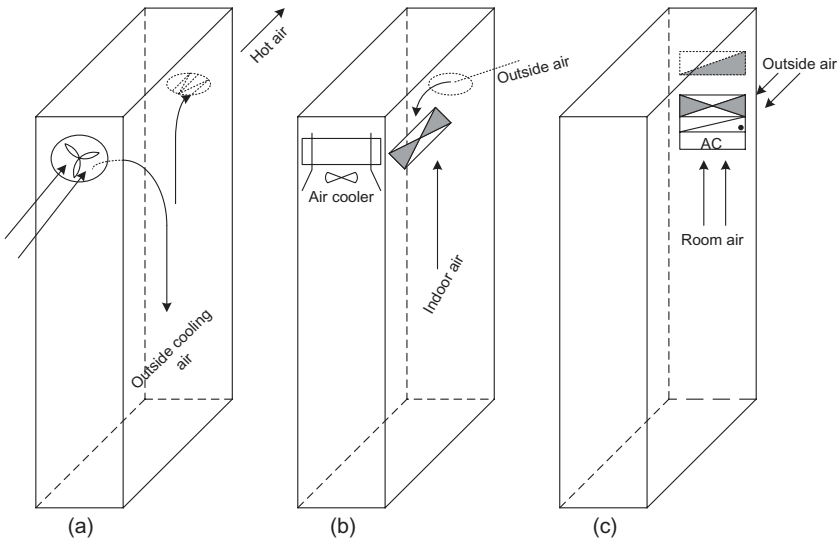 Hot air
Outside cooling
air
(a)
Outside air
Air cooler
Indoor air
(b)
Outside air
AC
Room air
(c)